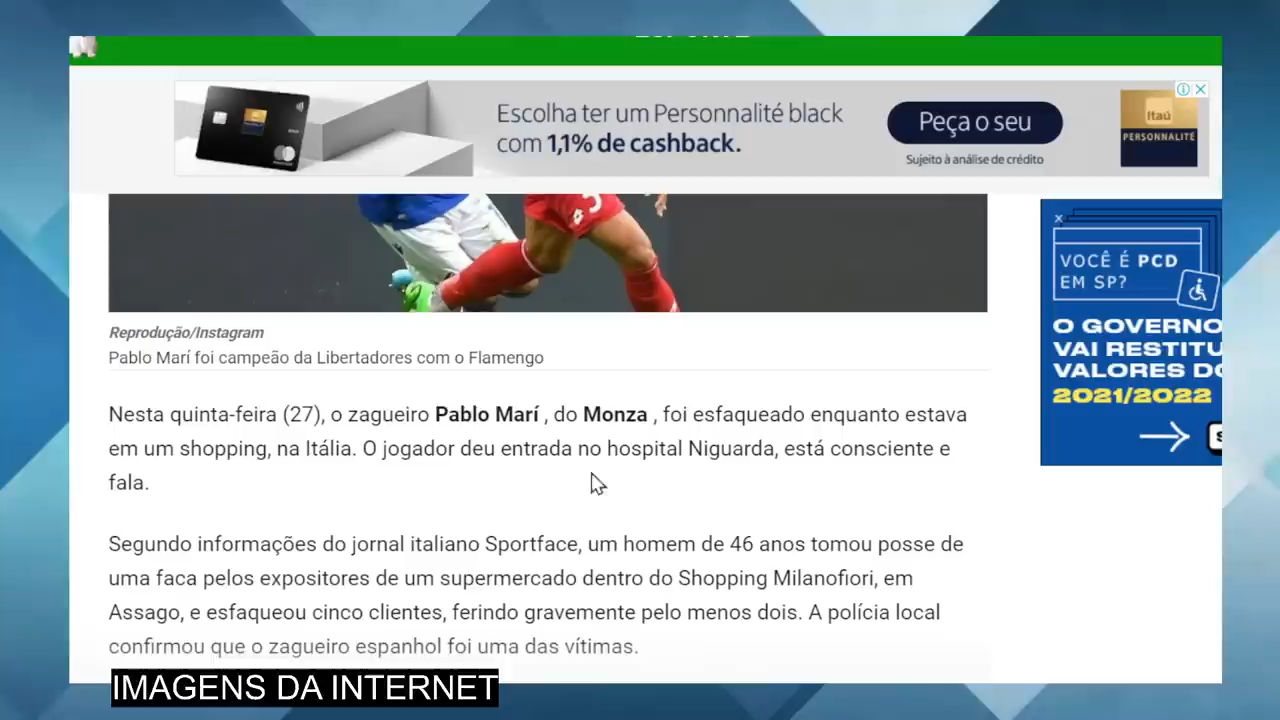 Escolha ter um Personnalité black
com 1,1% de cashback.
Peça o seu
Sujeito à análise de crédito
Itaú
PERSONNALITÉ
VOCÊ É PCD
EM SP?
O GOVERNO
VAI RESTITU
VALORES D
2021/2022
Reprodução/Instagram
Pablo Marí foi campeão da Libertadores com o Flamengo
Nesta quinta-feira (27), o zagueiro Pablo Marí , do Monza , foi esfaqueado enquanto estava
em um shopping, na Itália. O jogador deu entrada no hospital Niguarda, está consciente e
fala.
Segundo informações do jornal italiano Sportface, um homem de 46 anos tomou posse de
uma faca pelos expositores de um supermercado dentro do Shopping Milanofiori, em
Assago, e esfaqueou cinco clientes, ferindo gravemente pelo menos dois. A polícia local
confirmou que o zagueiro espanhol foi uma das vítimas.
IMAGENS DA INTERNET